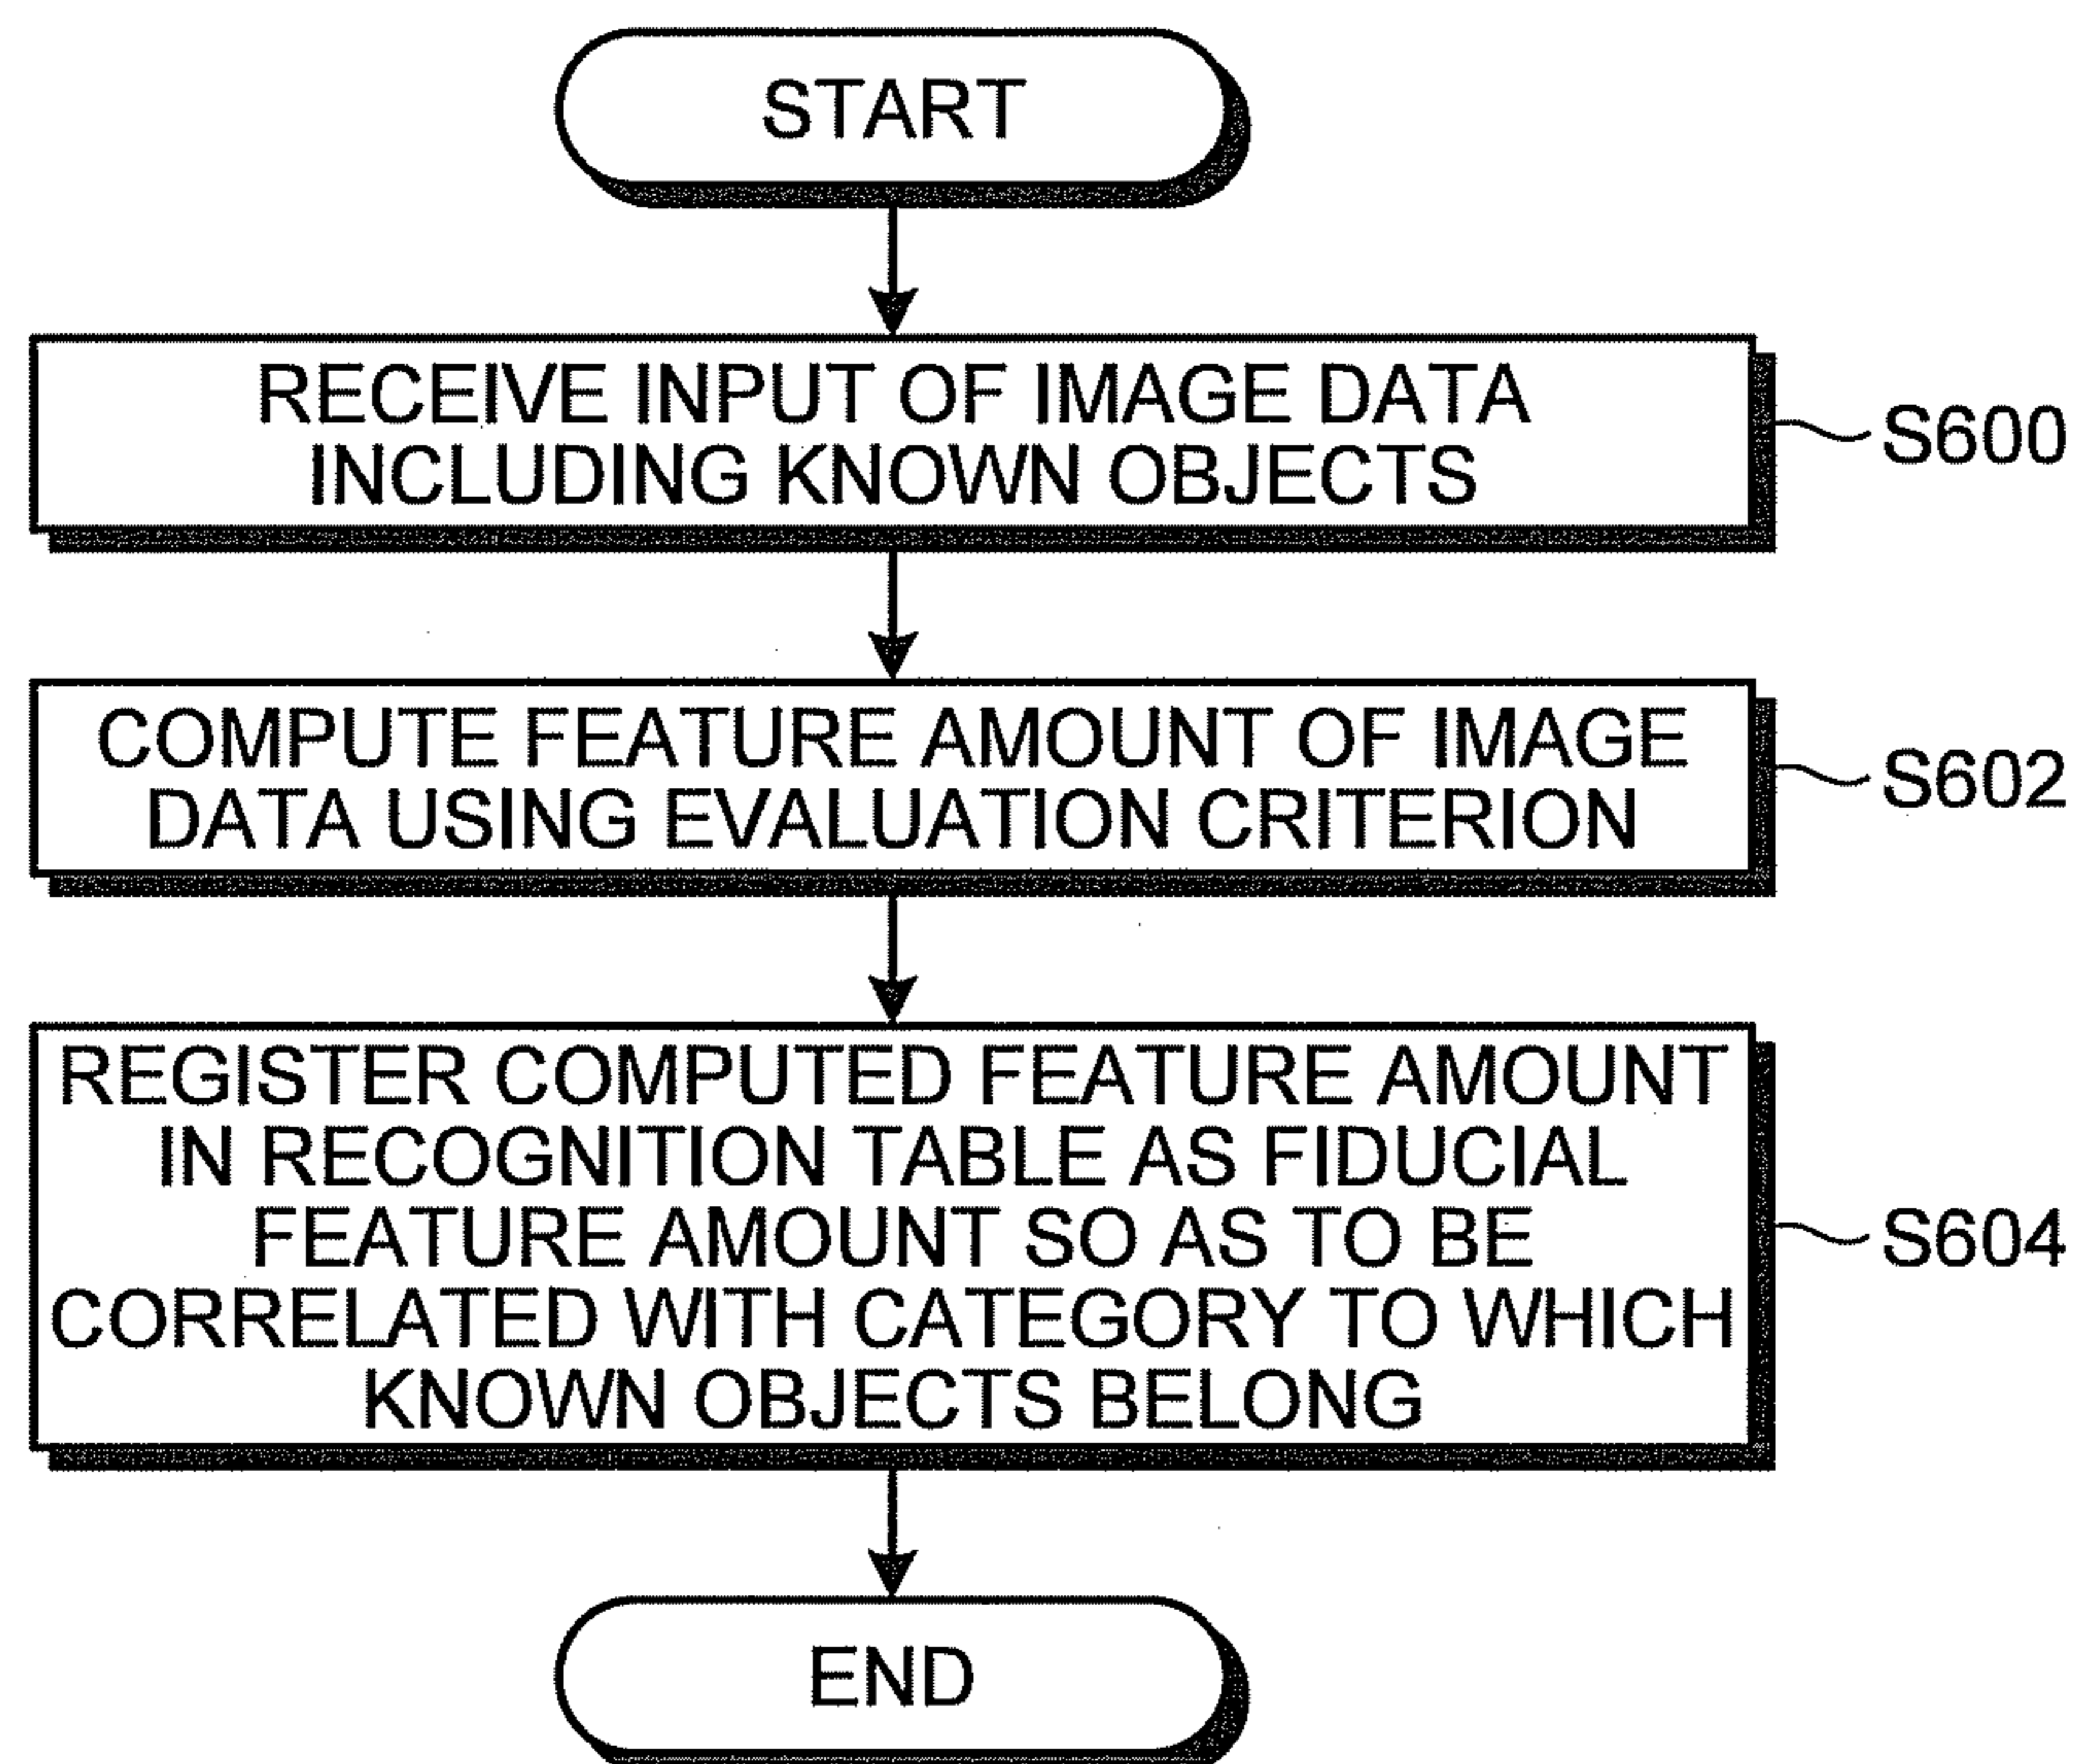 START
RECEIVE INPUT OF IMAGE DATA
INCLUDING KNOWN OBJECTS
S600
COMPUTE FEATURE AMOUNT OF IMAGE
DATA USING EVALUATION CRITERION
S602
REGISTER COMPUTED FEATURE AMOUNT
IN RECOGNITION TABLE AS FIDUCIAL
FEATURE AMOUNT SO AS TO BE
CORRELATED WITH CATEGORY TO WHICH
KNOWN OBJECTS BELONG
S604
END